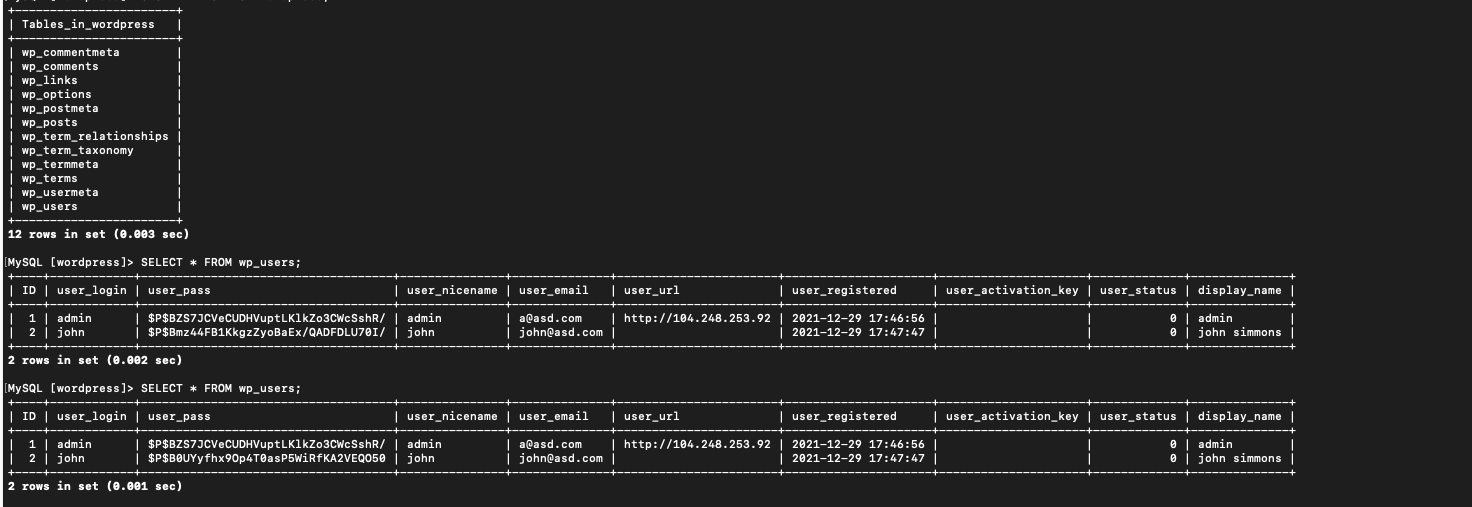 +------------------------+
| Tables_in_wordpress    |
+------------------------+
| wp_commentmeta         |
| wp_comments            |
| wp_links               |
| wp_options             |
| wp_postmeta            |
| wp_posts               |
| wp_term_relationships |
| wp_term_taxonomy       |
| wp_termmeta            |
| wp_terms               |
| wp_usermeta            |
| wp_users               |
+------------------------+
12 rows in set (0.003 sec)
[MySQL [wordpress]> SELECT * FROM wp_users;
| ID | user_login | user_pass | user_nicename | user_email | user_url | user_registered | user_activation_key | user_status | display_name |
| 1 | admin | $P$BZS7JCVeCUDHVuptLKlkZo3CWcSshR/ | admin | a@asd.com | http://104.248.253.92 | 2021-12-29 17:46:56 | | 0 | admin |
| 2 | john | $P$Bmz44FB1KkgzZyoBaEx/QADFDLU70I/ | john | john@asd.com | | 2021-12-29 17:47:47 | | 0 | john simmons |
2 rows in set (0.002 sec)
[MySQL [wordpress]> SELECT * FROM wp_users;
| ID | user_login | user_pass | user_nicename | user_email | user_url | user_registered | user_activation_key | user_status | display_name |
| 1 | admin | $P$BZS7JCVeCUDHVuptLKlkZo3CWcSshR/ | admin | a@asd.com | http://104.248.253.92 | 2021-12-29 17:46:56 | | 0 | admin |
| 2 | john | $P$B0UYyfhx9Op4T0asP5WiRfKA2VEQO50 | john | john@asd.com | | 2021-12-29 17:47:47 | | 0 | john simmons |
2 rows in set (0.001 sec)